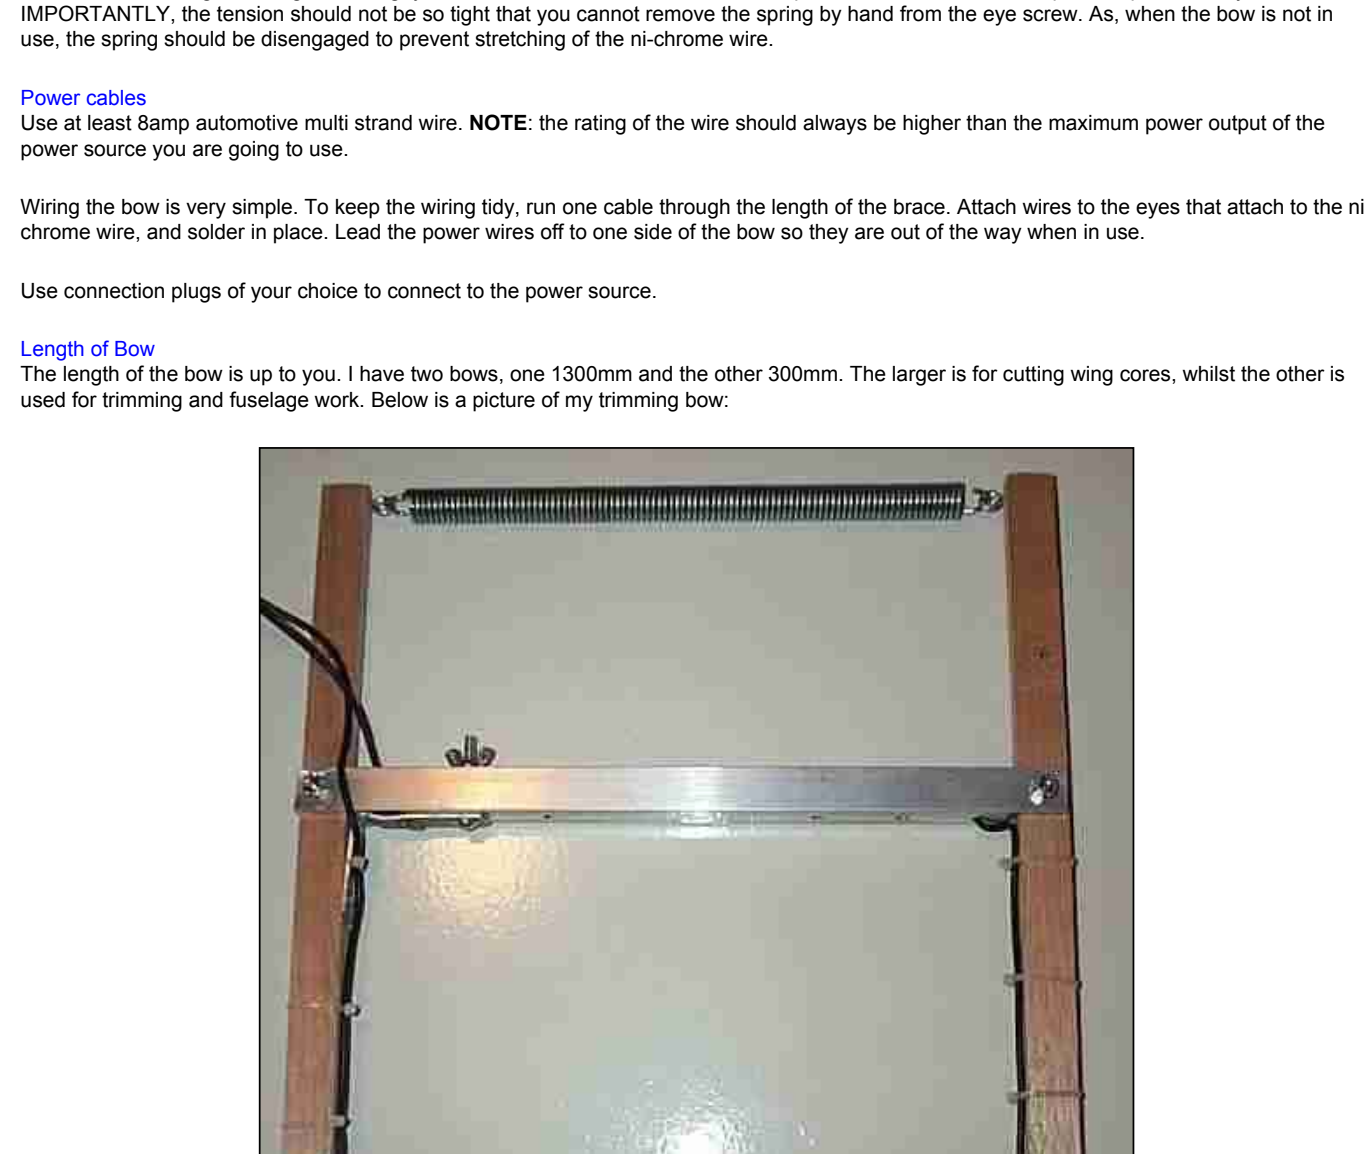 IMPORTANTLY, the tension should not be so tight that you cannot remove the spring by hand from the eye screw. As, when the bow is not in
use, the spring should be disengaged to prevent stretching of the ni-chrome wire.
Power cables
Use at least 8amp automotive multi strand wire. NOTE: the rating of the wire should always be higher than the maximum power output of the
power source you are going to use.
Wiring the bow is very simple. To keep the wiring tidy, run one cable through the length of the brace. Attach wires to the eyes that attach to the ni
chrome wire, and solder in place. Lead the power wires off to one side of the bow so they are out of the way when in use.
Use connection plugs of your choice to connect to the power source.
Length of Bow
The length of the bow is up to you. I have two bows, one 1300mm and the other 300mm. The larger is for cutting wing cores, whilst the other is
used for trimming and fuselage work. Below is a picture of my trimming bow: